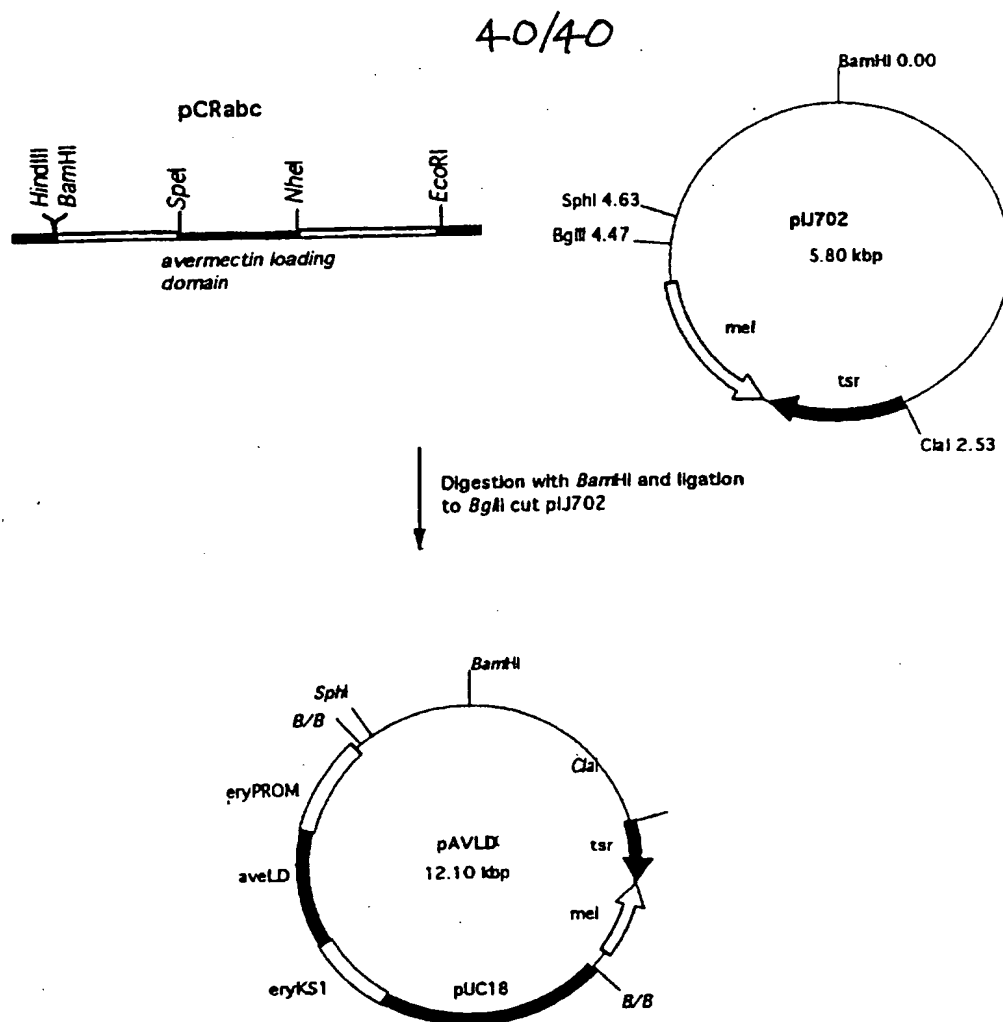 40/40
pCRabc
HindIII
BamHI
SpeI
NheI
EcoRI
avermectin loading
domain
BamHI 0.00
SphI 4.63
BglII 4.47
pIJ702
5.80 kbp
mel
tsr
ClaI 2.53
Digestion with BamHI and ligation
to BglII cut pIJ702
BamHI
SphI
B/B
ClaI
eryPROM
pAVLD
12.10 kbp
tsr
aveLD
mel
eryKS1
pUC18
B/B